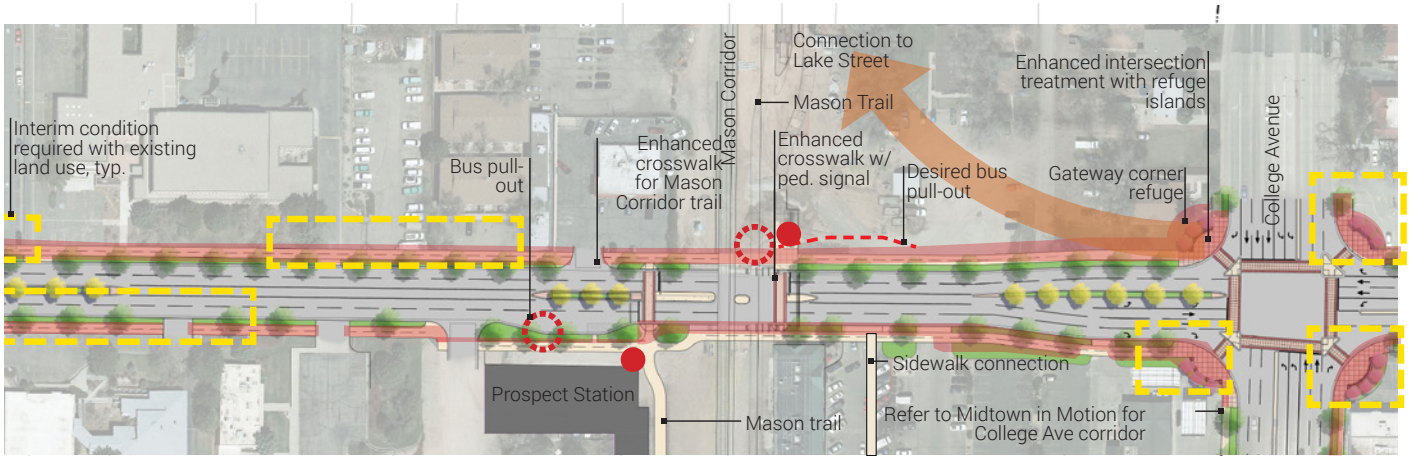 Interim condition
required with existing
land use, typ.
Bus pull-
out
Enhanced
crosswalk
for Mason
Corridor trail
Mason Corridor
Connection to
Lake Street
Mason Trail
Enhanced
crosswalk w/
ped. signal
Desired bus
pull-out
Enhanced intersection
treatment with refuge
islands
Gateway corner
refuge
College Avenue
Prospect Station
Mason trail
Sidewalk connection
Refer to Midtown in Motion for
College Ave corridor